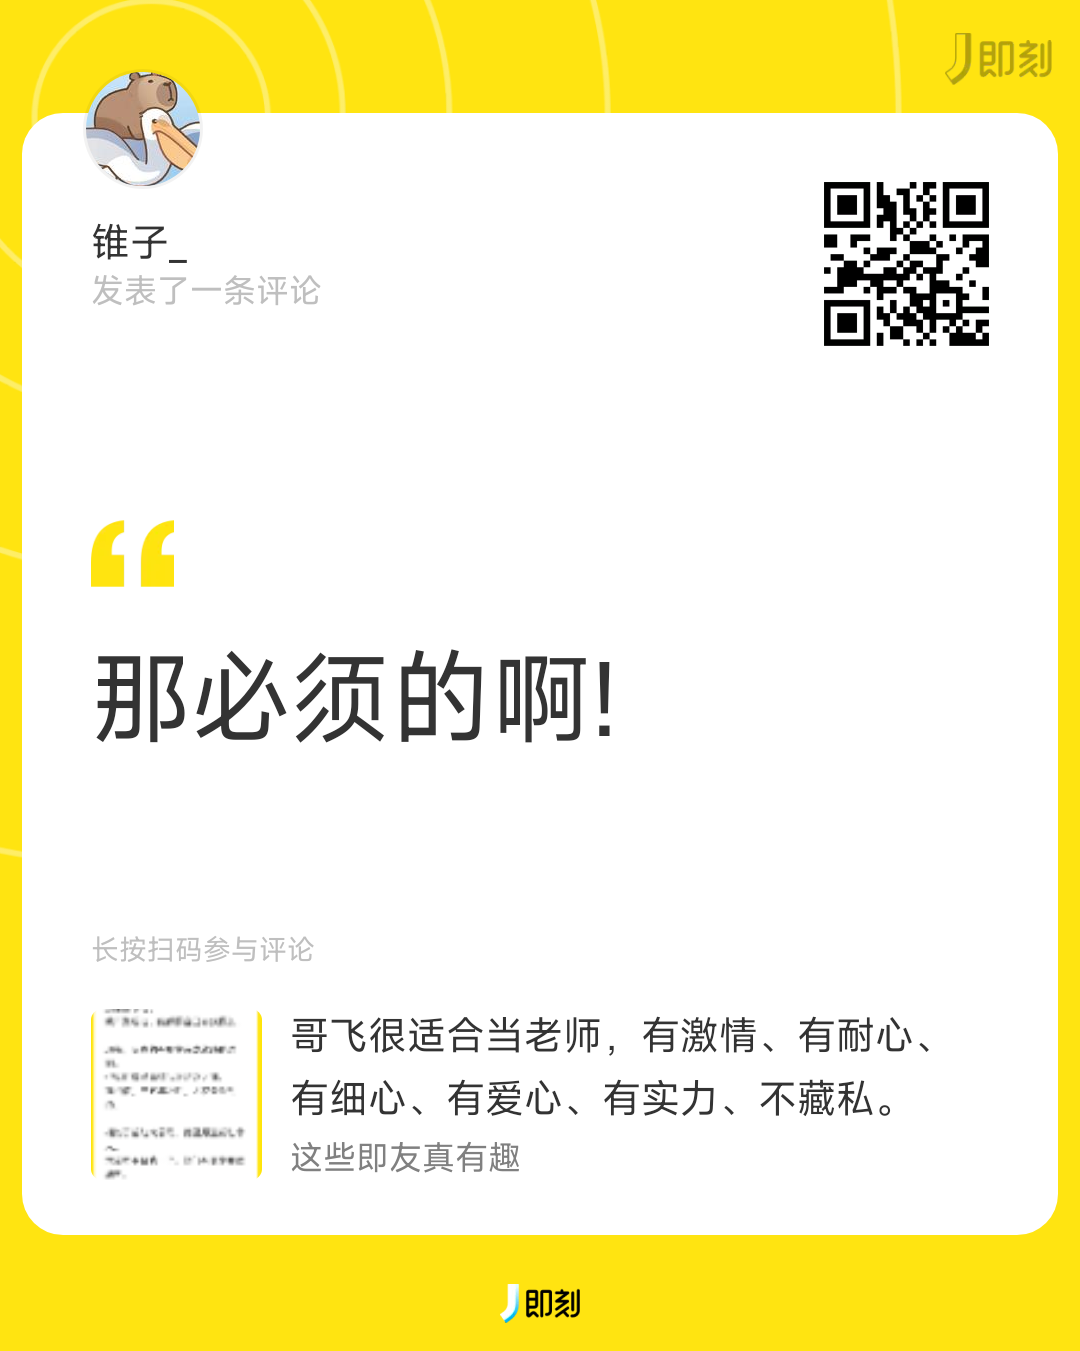 即刻
锥子_
发表了一条评论
那必须的啊!
长按扫码参与评论
哥飞很适合当老师，有激情、有耐心、
有细心、有爱心、有实力、不藏私。
这些即友真有趣
即刻